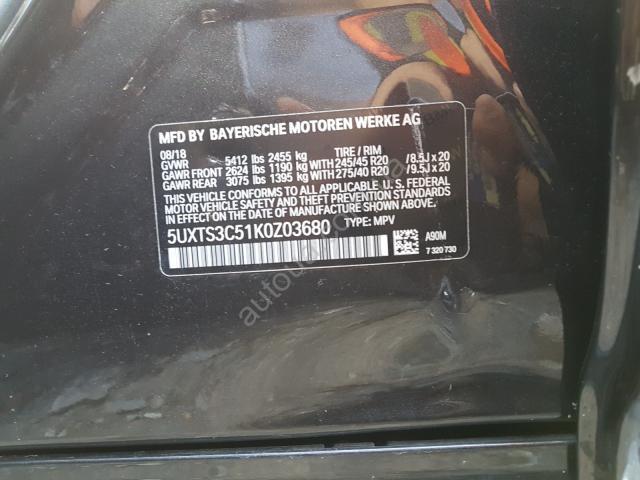 MFD BY BAYERISCHE MOTOREN WERKE AG
08/18 TIRE / RIM
GVWR 5412 lbs 2455 kg
GAWR FRONT 2624 lbs 1190 kg WITH 245/45 R20 / 8.5J x 20
GAWR REAR 3075 lbs 1395 kg WITH 275/40 R20 / 9.5J x 20
THIS VEHICLE CONFORMS TO ALL APPLICABLE U. S. FEDERAL
MOTOR VEHICLE SAFETY, BUMPER AND THEFT PREVENTION
STANDARDS IN EFFECT ON THE DATE OF MANUFACTURE
SHOWN ABOVE.
5UXTS3C51K0Z03680 TYPE: MPV
A90M
7 320 730